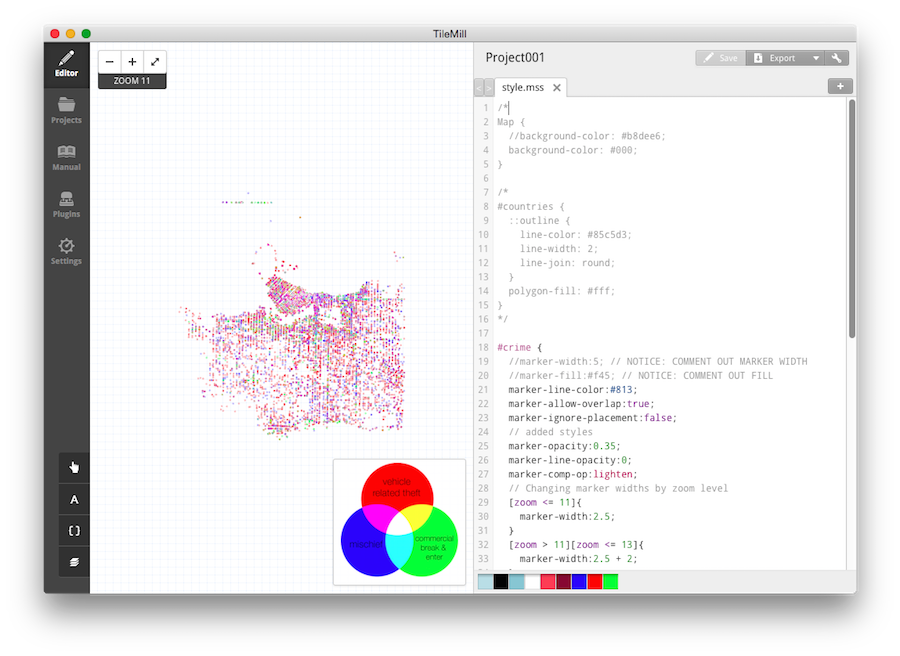 TileMill
Editor
Projects
Manual
Plugins
Settings
A
{ }
− + 
ZOOM 11
vehicle
related theft
mischief
commercial
break &
enter
Project001
Save
Export
< >
style.mss ×
+
1 /*
2 Map {
3 //background-color: #b8dee6;
4 background-color: #000;
5 }
6
7 /*
8 #countries {
9 ::outline {
10 line-color: #85c5d3;
11 line-width: 2;
12 line-join: round;
13 }
14 polygon-fill: #fff;
15 }
16 */
17
18 #crime {
19 //marker-width:5; // NOTICE: COMMENT OUT MARKER WIDTH
20 //marker-fill:#f45; // NOTICE: COMMENT OUT FILL
21 marker-line-color:#813;
22 marker-allow-overlap:true;
23 marker-ignore-placement:false;
24 // added styles
25 marker-opacity:0.35;
26 marker-line-opacity:0;
27 marker-comp-op:lighten;
28 // Changing marker widths by zoom level
29 [zoom <= 11]{
30 marker-width:2.5;
31 }
32 [zoom > 11][zoom <= 13]{
33 marker-width:2.5 + 2;